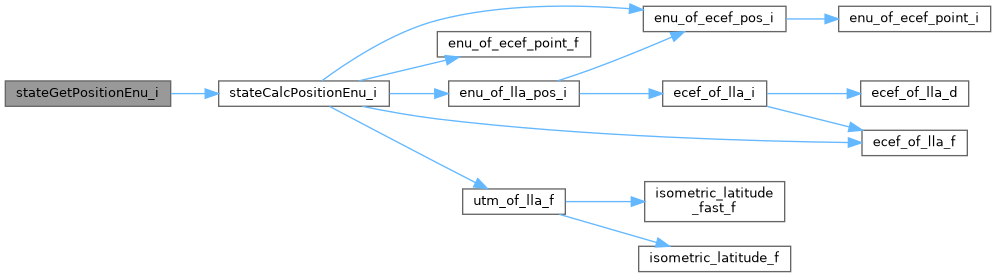 stateGetPositionEnu_i
stateCalcPositionEnu_i
enu_of_ecef_pos_i
enu_of_ecef_point_i
enu_of_ecef_point_f
enu_of_lla_pos_i
ecef_of_lla_i
ecef_of_lla_d
ecef_of_lla_f
utm_of_lla_f
isometric_latitude
_fast_f
isometric_latitude_f